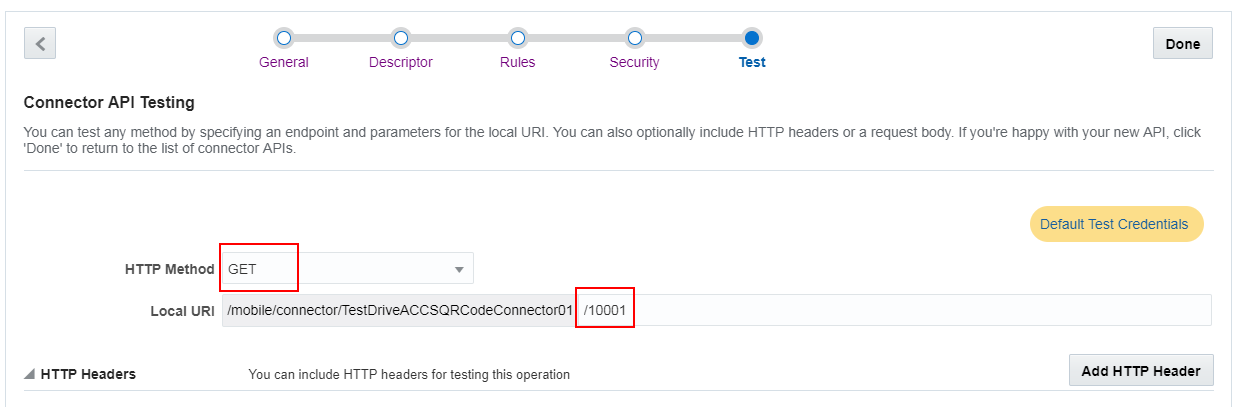 Done
General Descriptor Rules Security Test
Connector API Testing
You can test any method by specifying an endpoint and parameters for the local URI. You can also optionally include HTTP headers or a request body. If you're happy with your new API, click
'Done' to return to the list of connector APIs.
Default Test Credentials
HTTP Method GET
Local URI /mobile/connector/TestDriveACCSQRCodeConnector01 /10001
HTTP Headers You can include HTTP headers for testing this operation Add HTTP Header